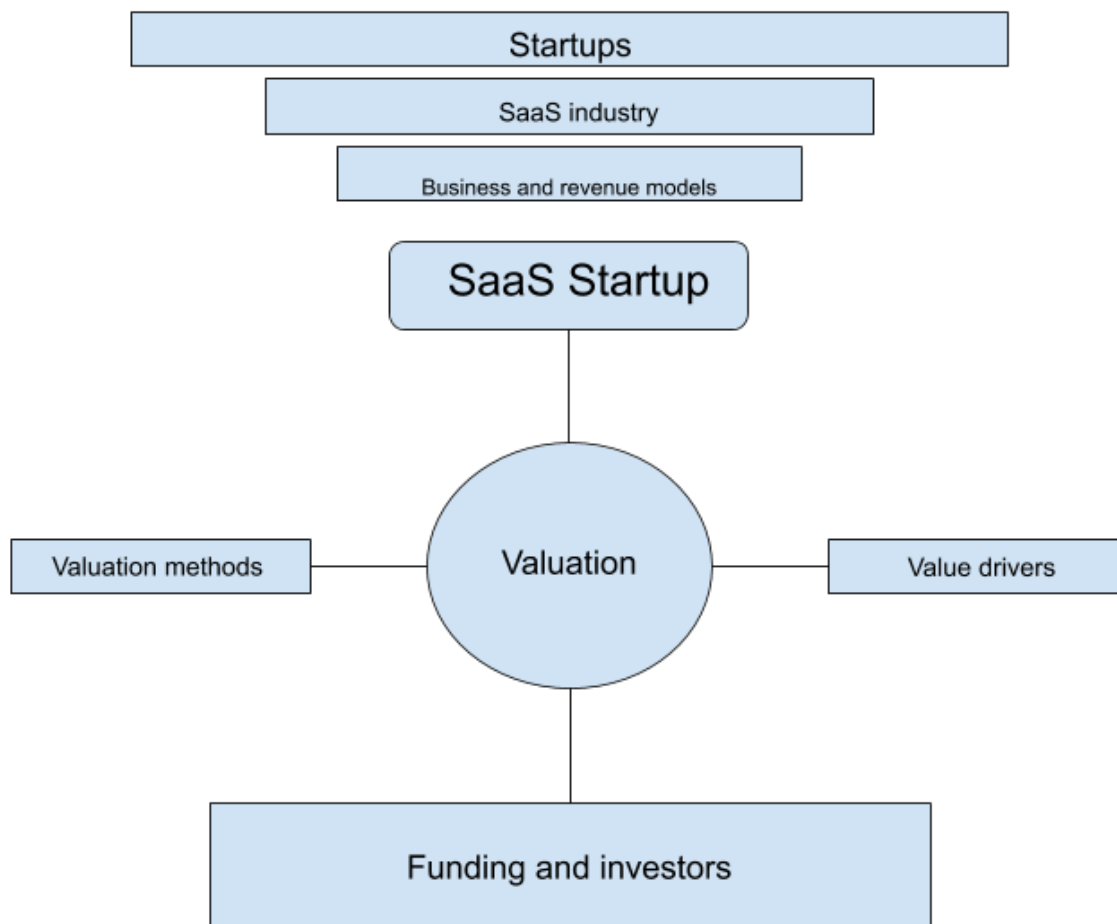 Startups
SaaS industry
Business and revenue models
SaaS Startup
Valuation methods
Valuation
Value drivers
Funding and investors